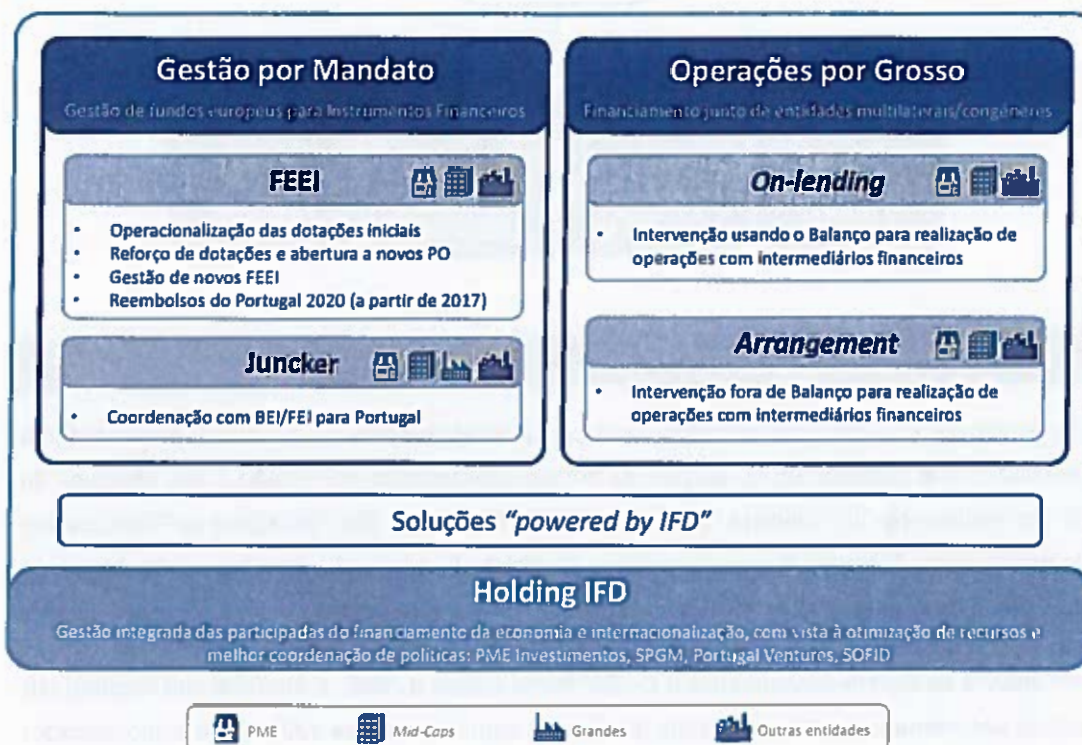 Gestão por Mandato
Gestão de fundos europeus para Instrumentos Financeiros
FEEI
• Operacionalização das dotações iniciais
• Reforço de dotações e abertura a novos PO
• Gestão de novos FEEI
• Reembolsos do Portugal 2020 (a partir de 2017)
Juncker
• Coordenação com BEI/FEI para Portugal
Operações por Grosso
Financiamento junto de entidades multilaterais/congéneres
On-lending
• Intervenção usando o Balanço para realização de
operações com intermediários financeiros
Arrangement
• Intervenção fora de Balanço para realização de
operações com intermediários financeiros
Soluções "powered by IFD"
Holding IFD
Gestão integrada das participadas do financiamento da economia e internacionalização, com vista à otimização de recursos e
melhor coordenação de políticas: PME Investimentos, SPGM, Portugal Ventures, SOFID
PME
Mid-Caps
Grandes
Outras entidades